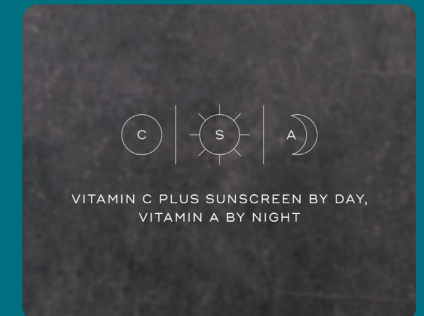 C | S | A
VITAMIN C PLUS SUNSCREEN BY DAY,
VITAMIN A BY NIGHT